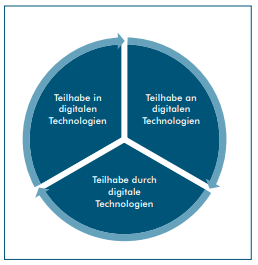 Teilhabe in
digitalen
Technologien
Teilhabe an
digitalen
Technologien
Teilhabe durch
digitale
Technologien